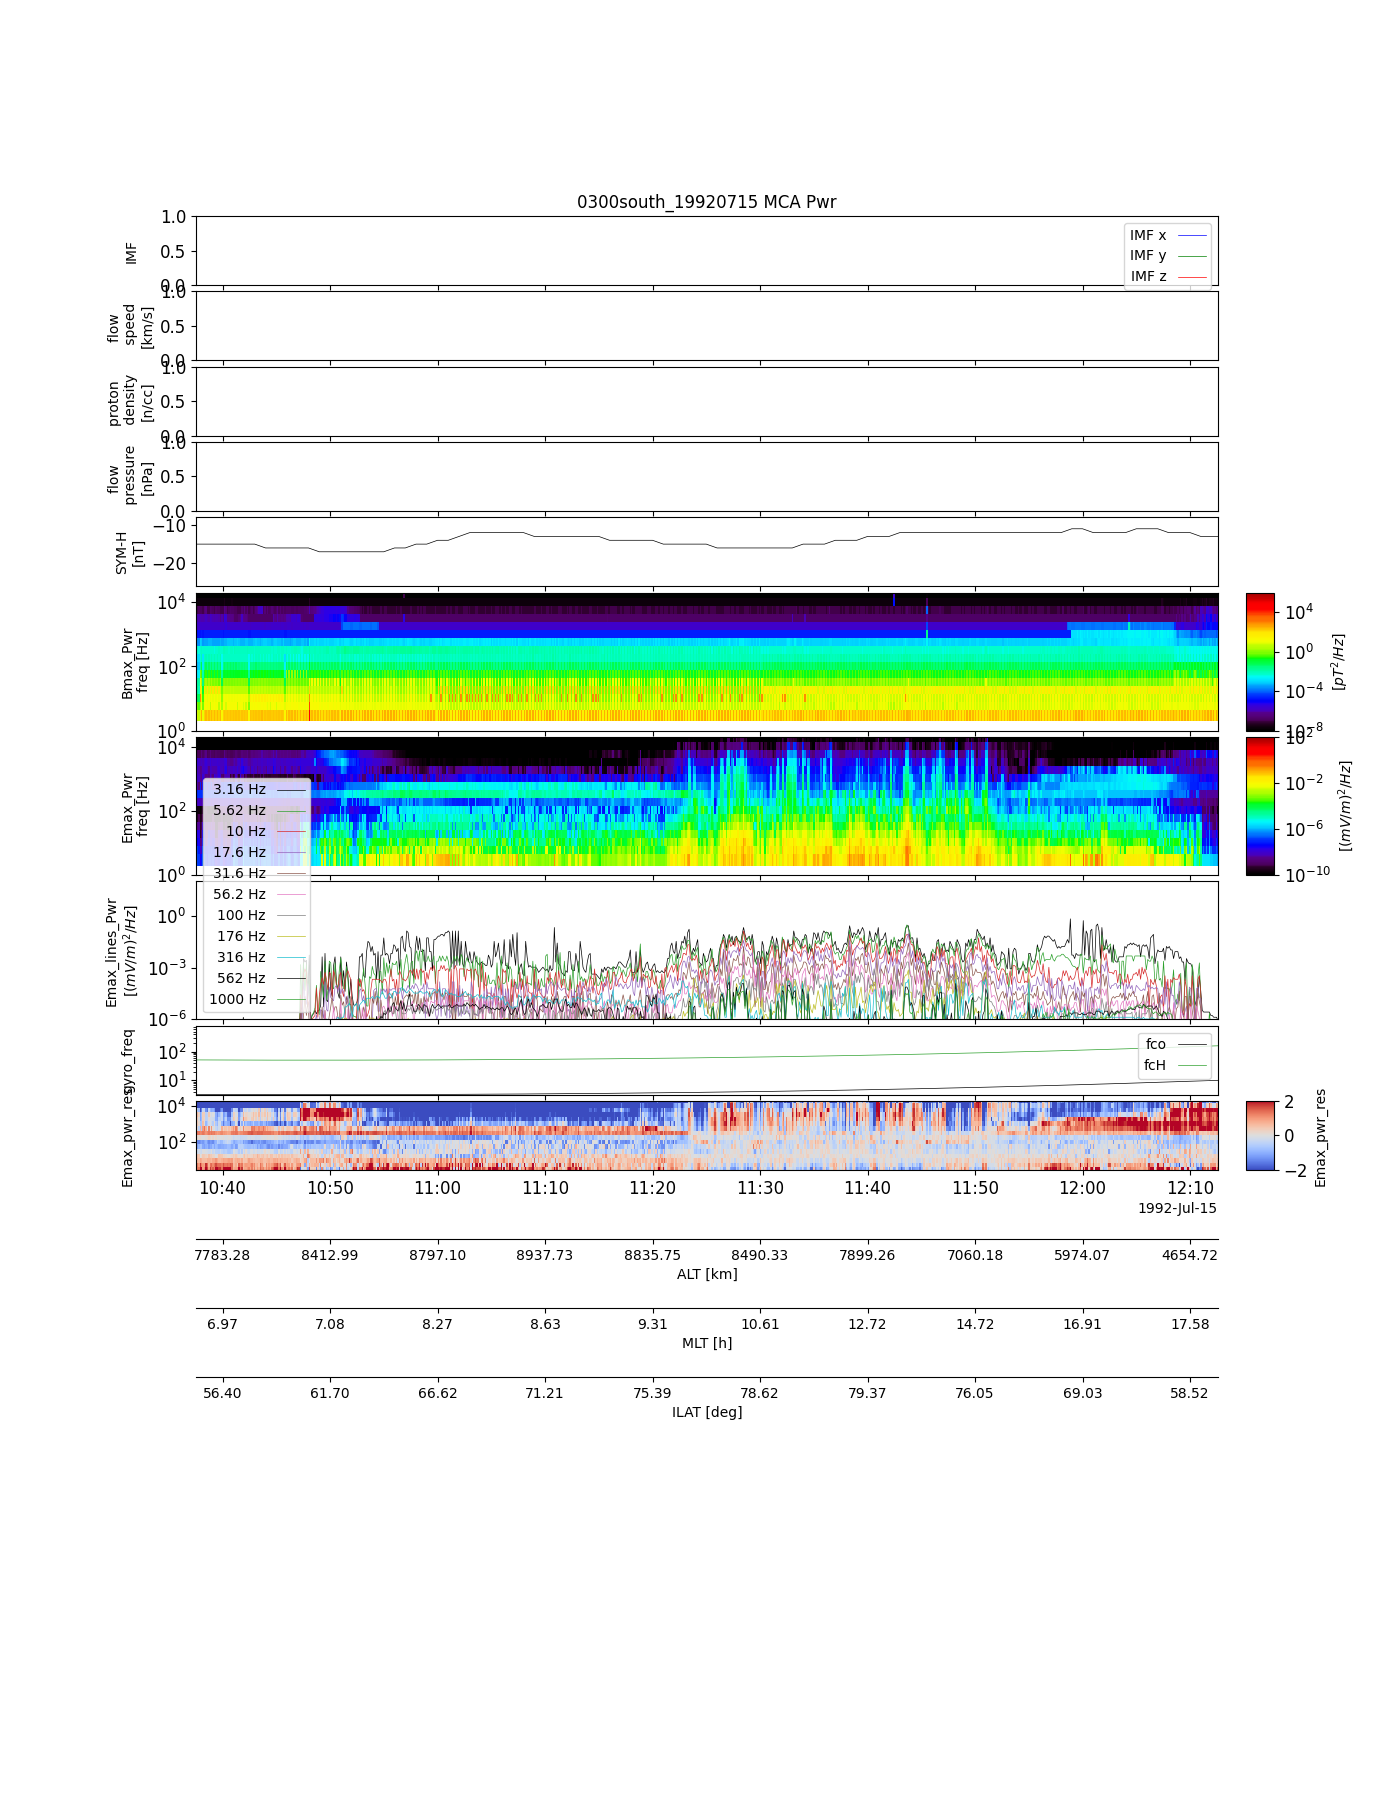 0300south_19920715 MCA Pwr
1.0
0.5
0.0
IMF
IMF x
IMF y
IMF z
1.0
0.5
0.0
flow
speed
[km/s]
1.0
0.5
0.0
proton
density
[n/cc]
1.0
0.5
0.0
flow
pressure
[nPa]
−10
−20
SYM-H
[nT]
10^4
10^2
10^0
Bmax_Pwr
freq [Hz]
10^4
10^0
10^−4
10^−8
[pT^2/Hz]
10^4
10^2
10^0
Emax_Pwr
freq [Hz]
10^2
10^−2
10^−6
10^−10
[(mV/m)^2/Hz]
3.16 Hz
5.62 Hz
10 Hz
17.6 Hz
31.6 Hz
56.2 Hz
100 Hz
176 Hz
316 Hz
562 Hz
1000 Hz
10^0
10^−3
10^−6
Emax_lines_Pwr
[(mV/m)^2/Hz]
10^2
10^1
gyro_freq
fco
fcH
10^4
10^2
Emax_pwr_res
2
0
−2
Emax_pwr_res
10:40 10:50 11:00 11:10 11:20 11:30 11:40 11:50 12:00 12:10
1992-Jul-15
7783.28 8412.99 8797.10 8937.73 8835.75 8490.33 7899.26 7060.18 5974.07 4654.72
ALT [km]
6.97 7.08 8.27 8.63 9.31 10.61 12.72 14.72 16.91 17.58
MLT [h]
56.40 61.70 66.62 71.21 75.39 78.62 79.37 76.05 69.03 58.52
ILAT [deg]